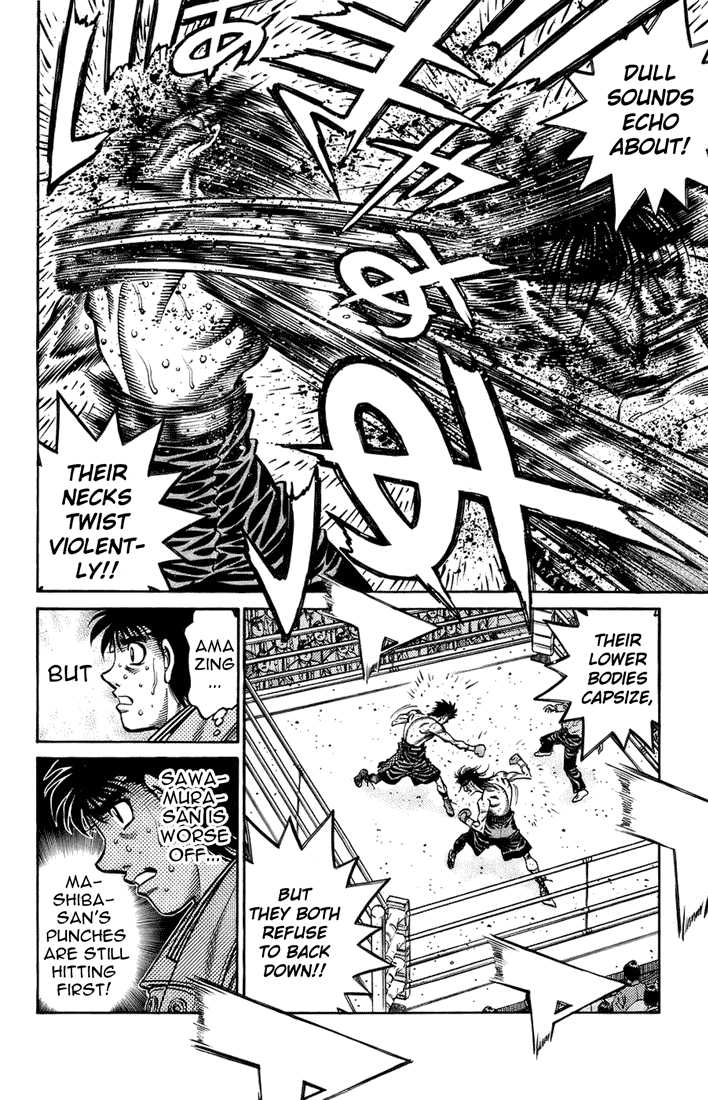 DULL
SOUNDS
ECHO
ABOUT!
THEIR
NECKS
TWIST
VIOLENT-
LY!!
THEIR
LOWER
BODIES
CAPSIZE,
BUT
THEY BOTH
REFUSE
TO BACK
DOWN!!
AMA
ZING
...
BUT
SAWA-
MURA-
SAN IS
WORSE
OFF...
MA-
SHIBA-
SAN'S
PUNCHES
ARE STILL
HITTING
FIRST!